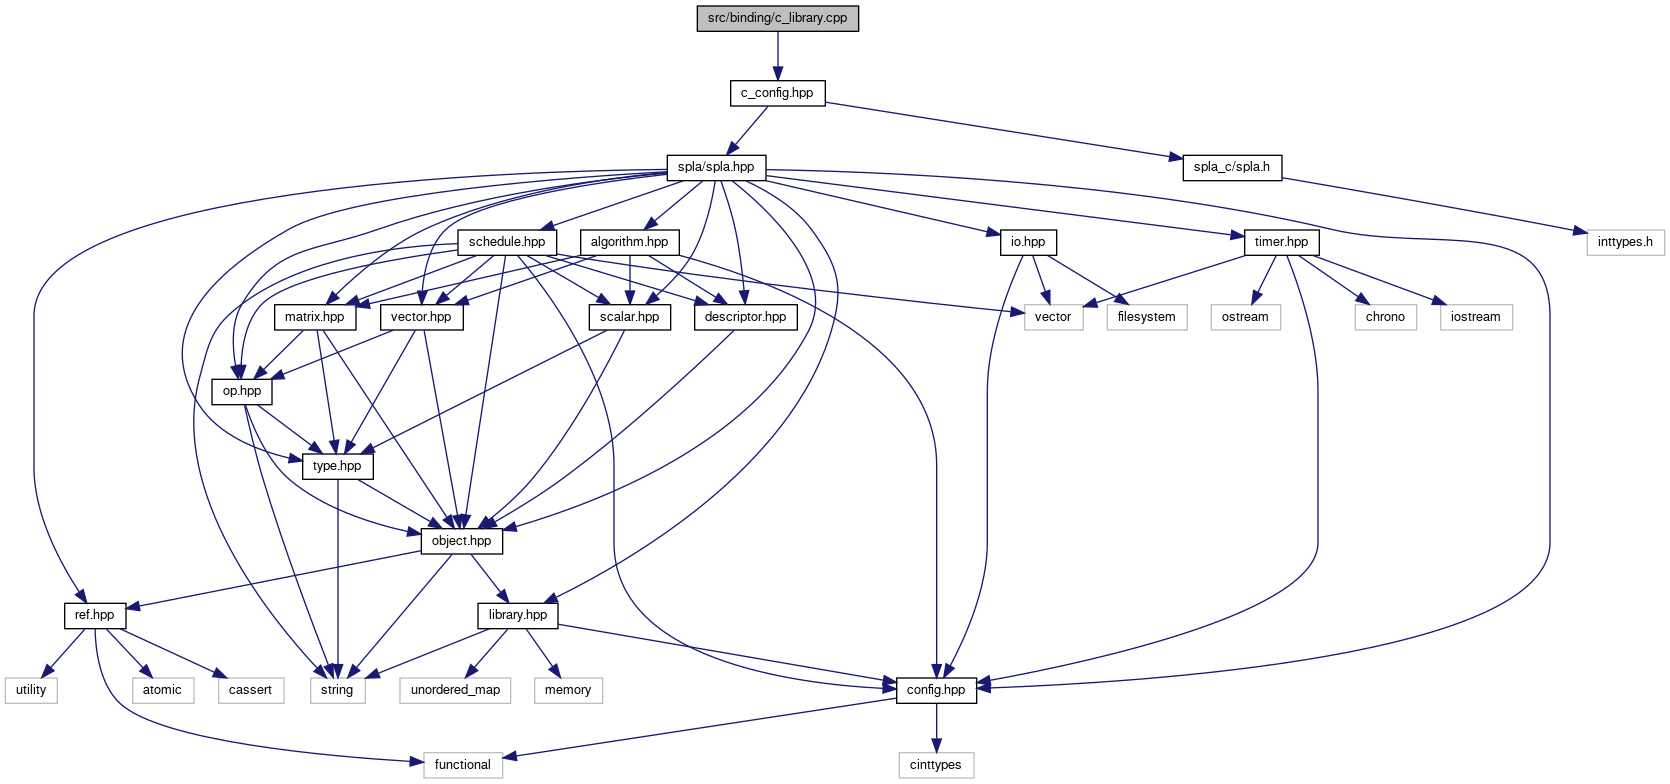 src/binding/c_library.cpp
c_config.hpp
spla/spla.hpp
spla_c/spla.h
schedule.hpp
algorithm.hpp
io.hpp
timer.hpp
inttypes.h
matrix.hpp
vector.hpp
scalar.hpp
descriptor.hpp
vector
filesystem
ostream
chrono
iostream
op.hpp
type.hpp
object.hpp
ref.hpp
library.hpp
utility
atomic
cassert
string
unordered_map
memory
config.hpp
functional
cinttypes